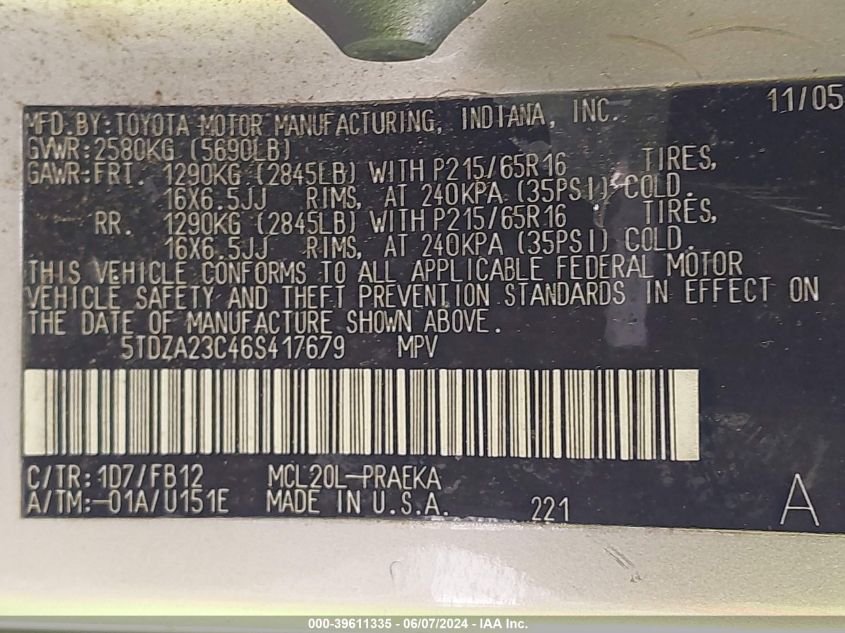 MFD.BY:TOYOTA MOTOR MANUFACTURING, INDIANA, INC. 11/05
GVWR:2580KG (5690LB)
GAWR:FRT. 1290KG (2845LB) WITH P215/65R16 TIRES,
16X6.5JJ RIMS, AT 240KPA (35PSI) COLD.
RR. 1290KG (2845LB) WITH P215/65R16 TIRES,
16X6.5JJ RIMS, AT 240KPA (35PSI) COLD.
THIS VEHICLE CONFORMS TO ALL APPLICABLE FEDERAL MOTOR
VEHICLE SAFETY AND THEFT PREVENTION STANDARDS IN EFFECT ON
THE DATE OF MANUFACTURE SHOWN ABOVE.
5TDZA23C46S417679 MPV
C/TR:1D7/FB12 MCL20L-PRAEKA
A/TM:-01A/U151E MADE IN U.S.A. 221 A
000-39611335 - 06/07/2024 - IAA Inc.